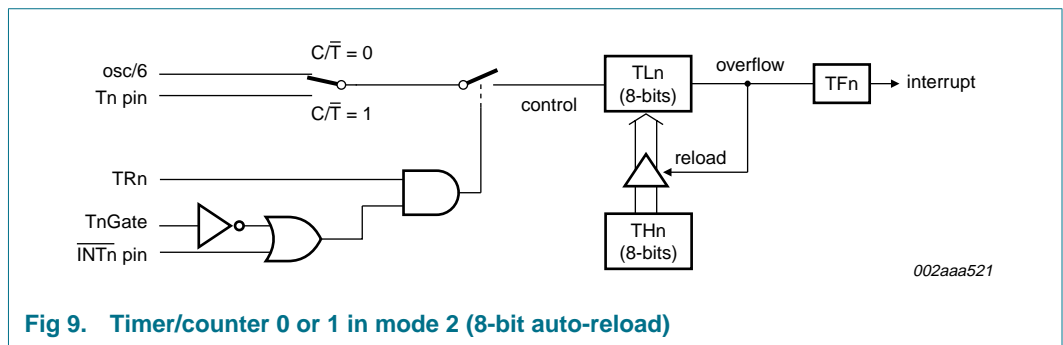 osc/6
Tn pin
C/T̅ = 0
C/T̅ = 1
control
TLn
(8-bits)
overflow
TFn
interrupt
reload
THn
(8-bits)
TRn
TnGate
I̅N̅T̅n̅ pin
002aaa521
Fig 9. Timer/counter 0 or 1 in mode 2 (8-bit auto-reload)